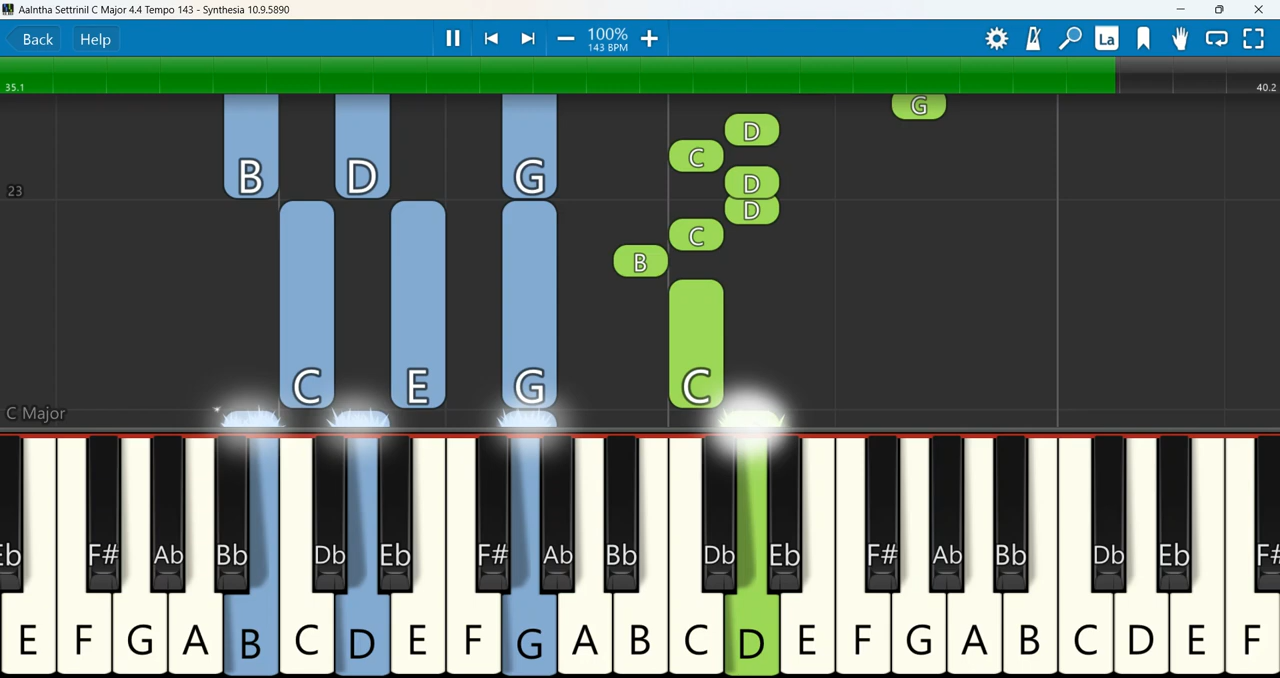 Aalntha Settrinil C Major 4.4 Tempo 143 - Synthesia 10.9.5890
Back Help 100% La
143 BPM
35.1 40.2
G
D
C
B D G D
23
D
C
B
C E G C
C Major
Eb F# Ab Bb Db Eb F# Ab Bb Db Eb F# Ab Bb Db Eb F#
E F G A B C D E F G A B C D E F G A B C D E F